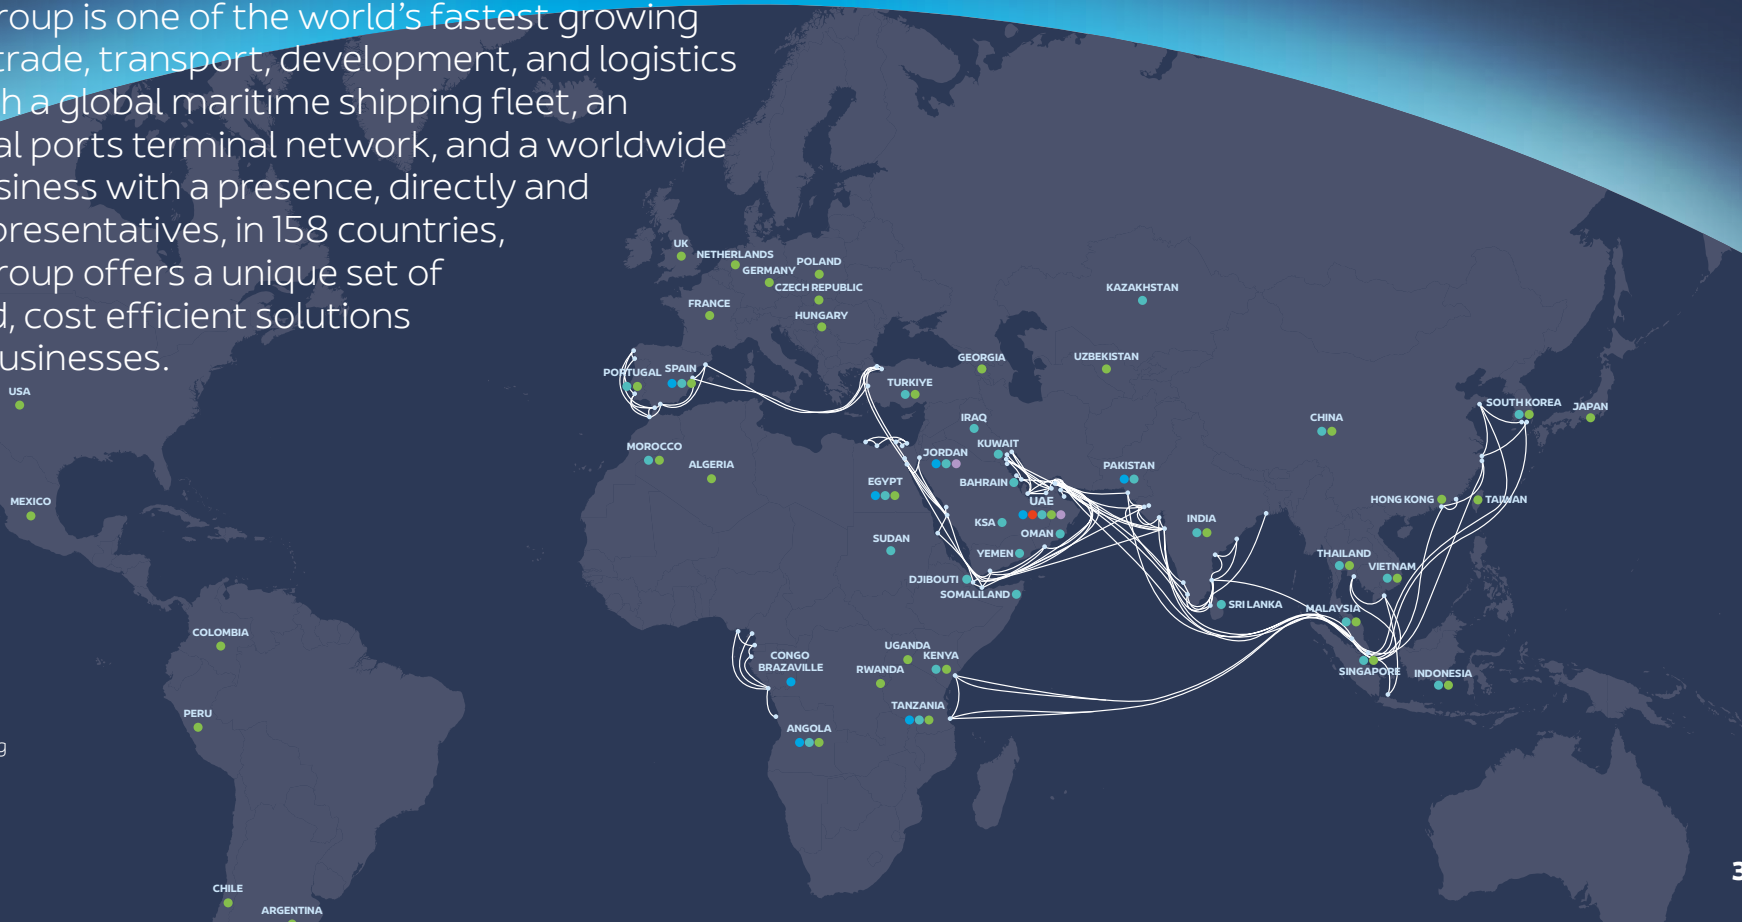 roup is one of the world's fastest growing
trade, transport, development, and logistics
h a global maritime shipping fleet, an
al ports terminal network, and a worldwide
siness with a presence, directly and
presentatives, in 158 countries,
roup offers a unique set of
d, cost efficient solutions
usinesses.
UK
NETHERLANDS
POLAND
GERMANY
CZECH REPUBLIC
KAZAKHSTAN
FRANCE
HUNGARY
GEORGIA
UZBEKISTAN
PORTUGAL
SPAIN
TURKIYE
USA
SOUTH KOREA
JAPAN
IRAQ
CHINA
MOROCCO
KUWAIT
JORDAN
ALGERIA
PAKISTAN
EGYPT
BAHRAIN
MEXICO
UAE
HONG KONG
TAIWAN
KSA
INDIA
OMAN
SUDAN
YEMEN
THAILAND
VIETNAM
DJIBOUTI
SOMALILAND
SRI LANKA
MALAYSIA
COLOMBIA
UGANDA
CONGO
BRAZAVILLE
KENYA
RWANDA
SINGAPORE
INDONESIA
TANZANIA
PERU
ANGOLA
g
3
CHILE
ARGENTINA